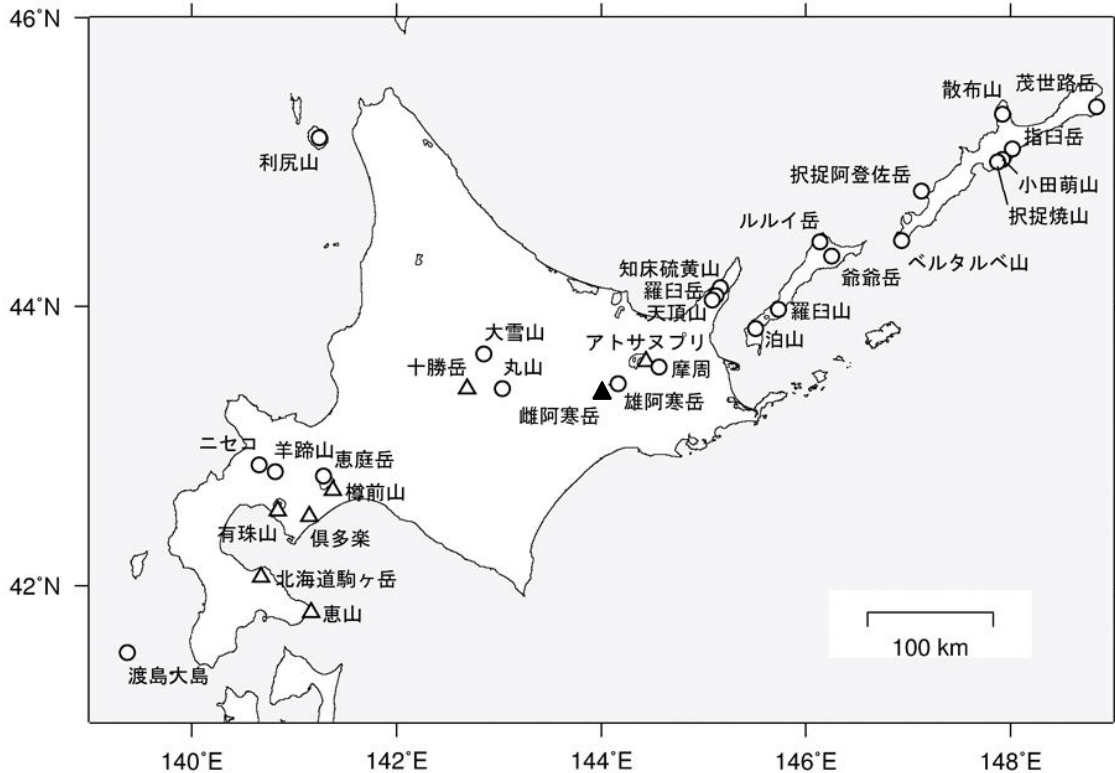 46°N
散布山
茂世路岳
利尻山
指臼岳
択捉阿登佐岳
小田萌山
択捉焼山
ルルイ岳
ベルタルベ山
爺爺岳
知床硫黄山
羅臼岳
天頂山
44°N
羅臼山
泊山
アトサヌプリ
大雪山
十勝岳
丸山
摩周
雌阿寒岳
雄阿寒岳
ニセコ
羊蹄山
恵庭岳
樽前山
有珠山
倶多楽
42°N
北海道駒ヶ岳
恵山
100 km
渡島大島
140°E
142°E
144°E
146°E
148°E